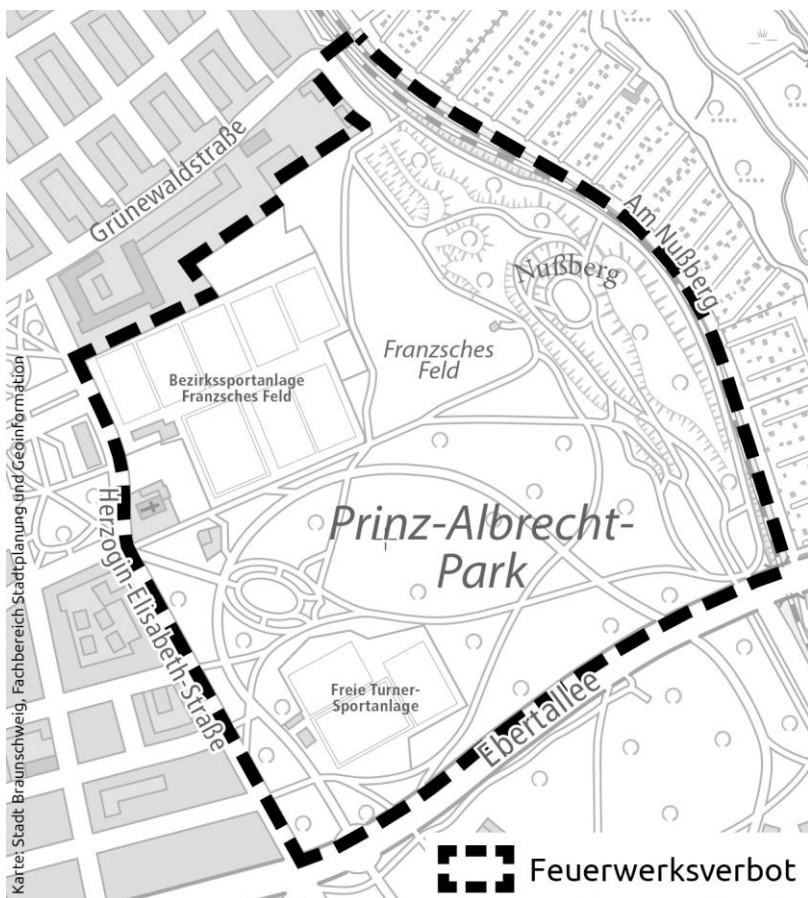 Grünewaldstraße
Am Nußberg
Nußberg
Franzsches
Feld
Bezirkssportanlage
Franzsches Feld
Prinz-Albrecht-
Park
Herzogin-Elisabeth-Straße
Freie Turner-
Sportanlage
Ebertallee
Karte: Stadt Braunschweig, Fachbereich Stadtplanung und Geoinformation
Feuerwerksverbot